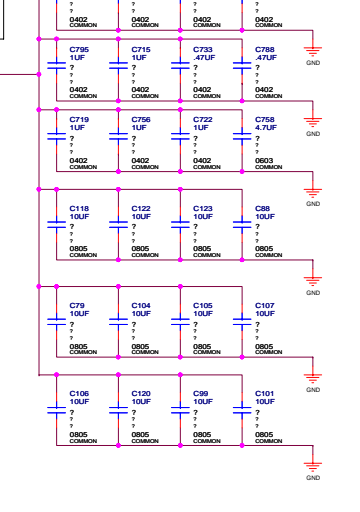 ? ? ? ?
0402 0402 0402 0402
COMMON COMMON COMMON COMMON
GND
C795 C715 C733 C788
1UF 1UF .47UF .47UF
? ? ? ?
? ? ? ?
? ? ? ?
0402 0402 0402 0402
COMMON COMMON COMMON COMMON
GND
C719 C756 C722 C758
1UF 1UF 1UF 4.7UF
? ? ? ?
? ? ? ?
? ? ? ?
0402 0402 0402 0603
COMMON COMMON COMMON COMMON
GND
C118 C122 C123 C88
10UF 10UF 10UF 10UF
? ? ? ?
? ? ? ?
? ? ? ?
0805 0805 0805 0805
COMMON COMMON COMMON COMMON
GND
C79 C104 C105 C107
10UF 10UF 10UF 10UF
? ? ? ?
? ? ? ?
? ? ? ?
0805 0805 0805 0805
COMMON COMMON COMMON COMMON
GND
C106 C120 C99 C101
10UF 10UF 10UF 10UF
? ? ? ?
? ? ? ?
? ? ? ?
0805 0805 0805 0805
COMMON COMMON COMMON COMMON
GND